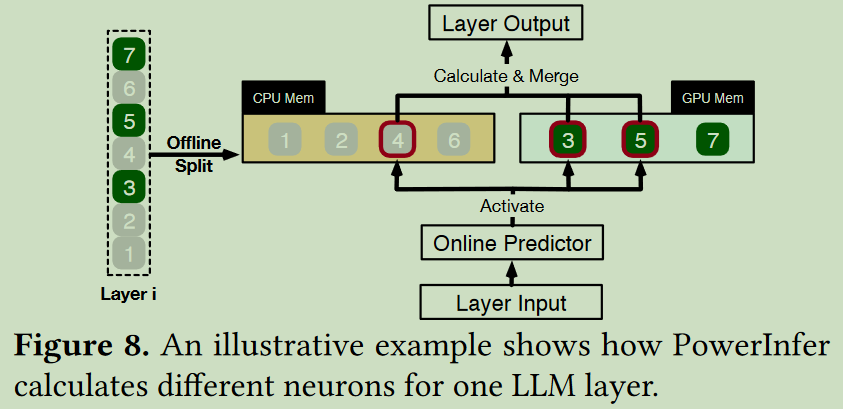 Layer Output
Calculate & Merge
CPU Mem
GPU Mem
7
6
5
4
3
2
1
Layer i
Offline
Split
1 2 4 6
3 5 7
Activate
Online Predictor
Layer Input
Figure 8. An illustrative example shows how PowerInfer
calculates different neurons for one LLM layer.